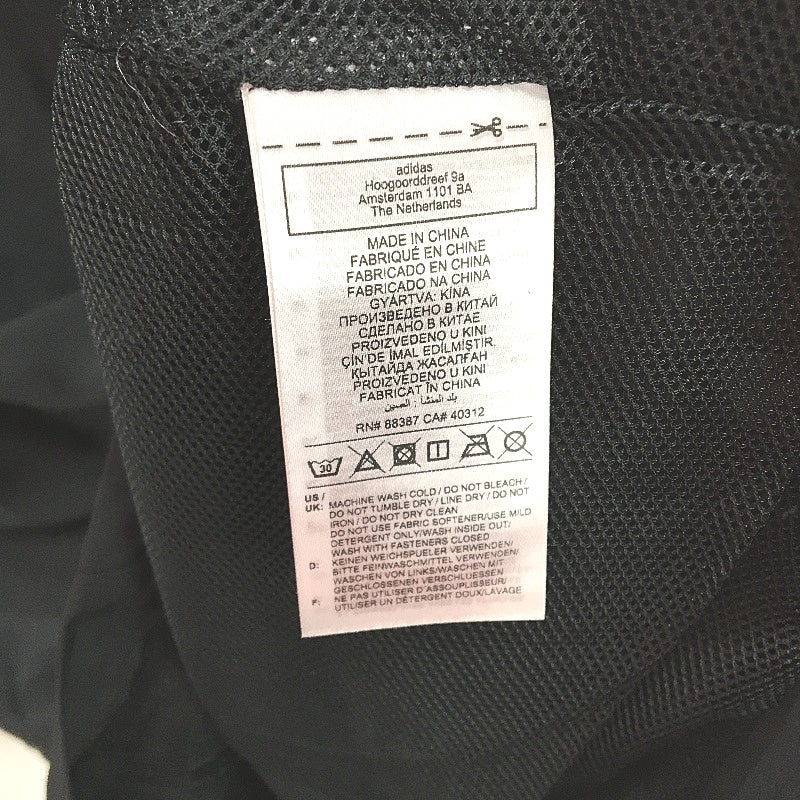 adidas
Hoogoorddreef 9a
Amsterdam 1101 BA
The Netherlands
MADE IN CHINA
FABRIQUÉ EN CHINE
FABRICADO EN CHINA
FABRICADO NA CHINA
GYÁRTVA: KÍNA
ПРОИЗВЕДЕНО В КИТАЙ
СДЕЛАНО В КИТАЕ
PROIZVEDENO U KINI
ÇİN'DE İMAL EDİLMİŞTİR.
ҚЫТАЙДА ЖАСАЛҒАН
PROIZVEDENO U KINI
FABRICAT ÎN CHINA
بلد المنشأ : الصين
RN# 88387 CA# 40312
30
US /
UK: MACHINE WASH COLD / DO NOT BLEACH /
DO NOT TUMBLE DRY / LINE DRY / DO NOT
IRON / DO NOT DRY CLEAN
DO NOT USE FABRIC SOFTENER/USE MILD
DETERGENT ONLY/WASH INSIDE OUT/
WASH WITH FASTENERS CLOSED
D: KEINEN WEICHSPUELER VERWENDEN/
BITTE FEINWASCHMITTEL VERWENDEN/
WASCHEN VON LINKS/WASCHEN MIT
GESCHLOSSENEN VERSCHLUESSEN
F: NE PAS UTILISER D'ASSOUPLISSEUR/
UTILISER UN DÉTERGENT DOUX/LAVAGE